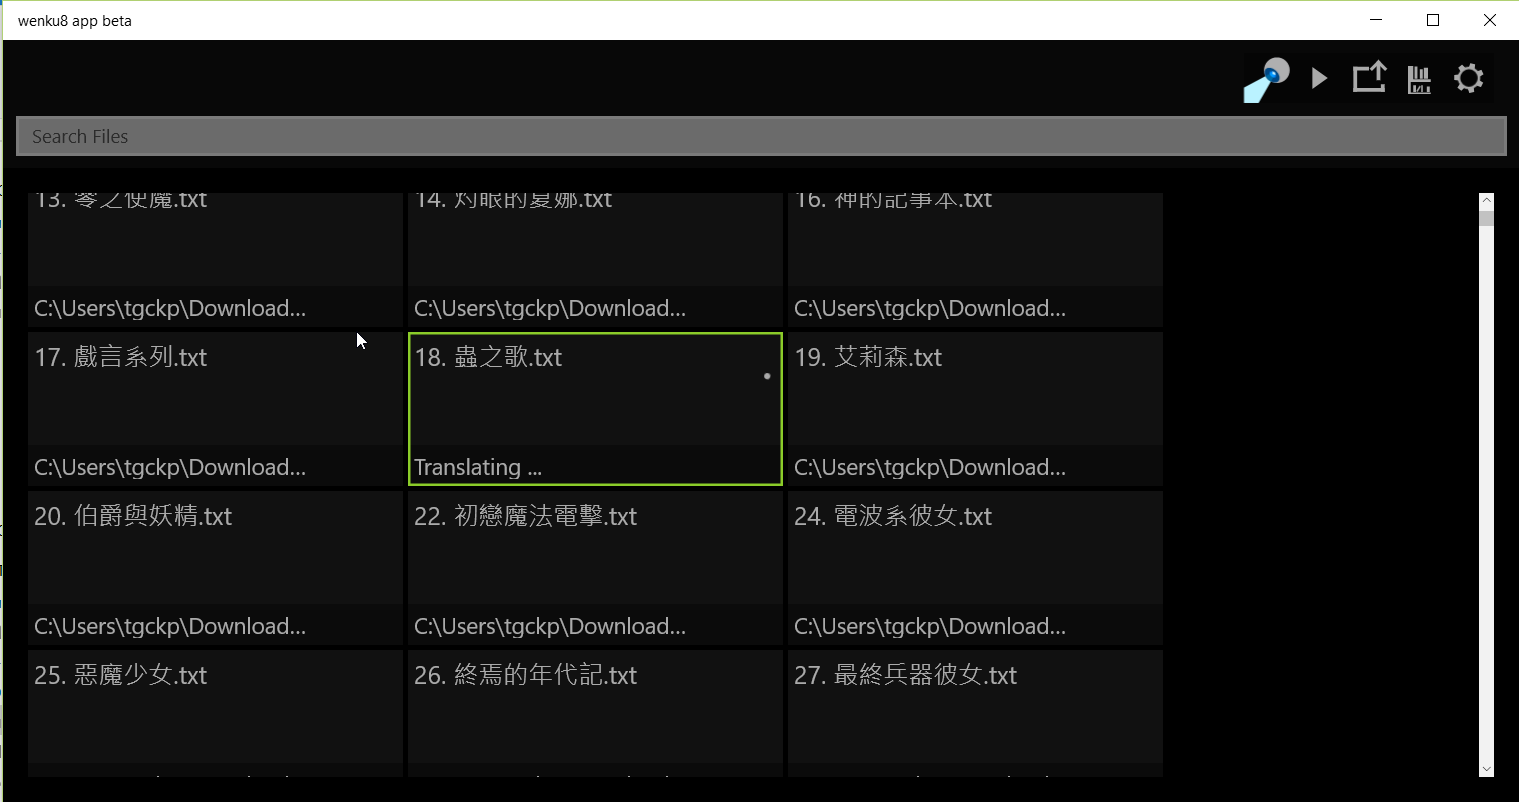 wenku8 app beta
Search Files
13. 零之使魔.txt
14. 灼眼的夏娜.txt
16. 神的記事本.txt
C:\Users\tgckp\Download...
C:\Users\tgckp\Download...
C:\Users\tgckp\Download...
17. 戲言系列.txt
18. 蟲之歌.txt
19. 艾莉森.txt
C:\Users\tgckp\Download...
Translating ...
C:\Users\tgckp\Download...
20. 伯爵與妖精.txt
22. 初戀魔法電擊.txt
24. 電波系彼女.txt
C:\Users\tgckp\Download...
C:\Users\tgckp\Download...
C:\Users\tgckp\Download...
25. 惡魔少女.txt
26. 終焉的年代記.txt
27. 最終兵器彼女.txt